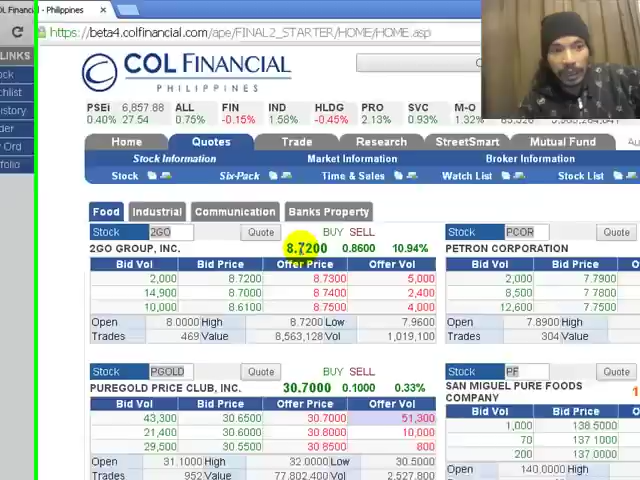 OL Financial - Philippines
https://beta4.colfinancial.com/ape/FINAL2_STARTER/HOME/HOME.asp
LINKS
COL FINANCIAL
PHILIPPINES
PSEi 6,857.88 ALL FIN IND HLDG PRO SVC M-O
0.40% 27.54 0.75% -0.15% 1.58% -0.45% 2.13% 0.93% 1.32%
Home Quotes Trade Research StreetSmart Mutual Fund
Stock Information Market Information Broker Information
Stock Six-Pack Time & Sales Watch List Stock List
Food Industrial Communication Banks Property
Stock 2GO Quote BUY SELL Stock PCOR Quote
2GO GROUP, INC. 8.7200 0.8600 10.94% PETRON CORPORATION
Bid Vol Bid Price Offer Price Offer Vol Bid Vol Bid Price
2,000 8.7200 8.7300 5,000 2,000 7.7900
14,900 8.7000 8.7400 2,400 8,500 7.7800
10,000 8.6100 8.7500 4,000 12,600 7.7500
Open 8.0000 High 8.7200 Low 7.9600 Open 7.8900 High
Trades 469 Value 8,563,128 Vol 1,019,100 Trades 304 Value
Stock PGOLD Quote BUY SELL Stock PF Quote
PUREGOLD PRICE CLUB, INC. 30.7000 0.1000 0.33% SAN MIGUEL PURE FOODS
COMPANY
Bid Vol Bid Price Offer Price Offer Vol Bid Vol Bid Price
43,300 30.6500 30.7000 51,300 1,000 138.5000
21,400 30.6000 30.8000 10,000 70 137.1000
29,500 30.5500 30.8500 800 200 137.0000
Open 31.1000 High 32.0000 Low 30.5000 Open 140.0000 High
Trades 952 Value 77,802,400 Vol 2,527,800 Trades 56 Value